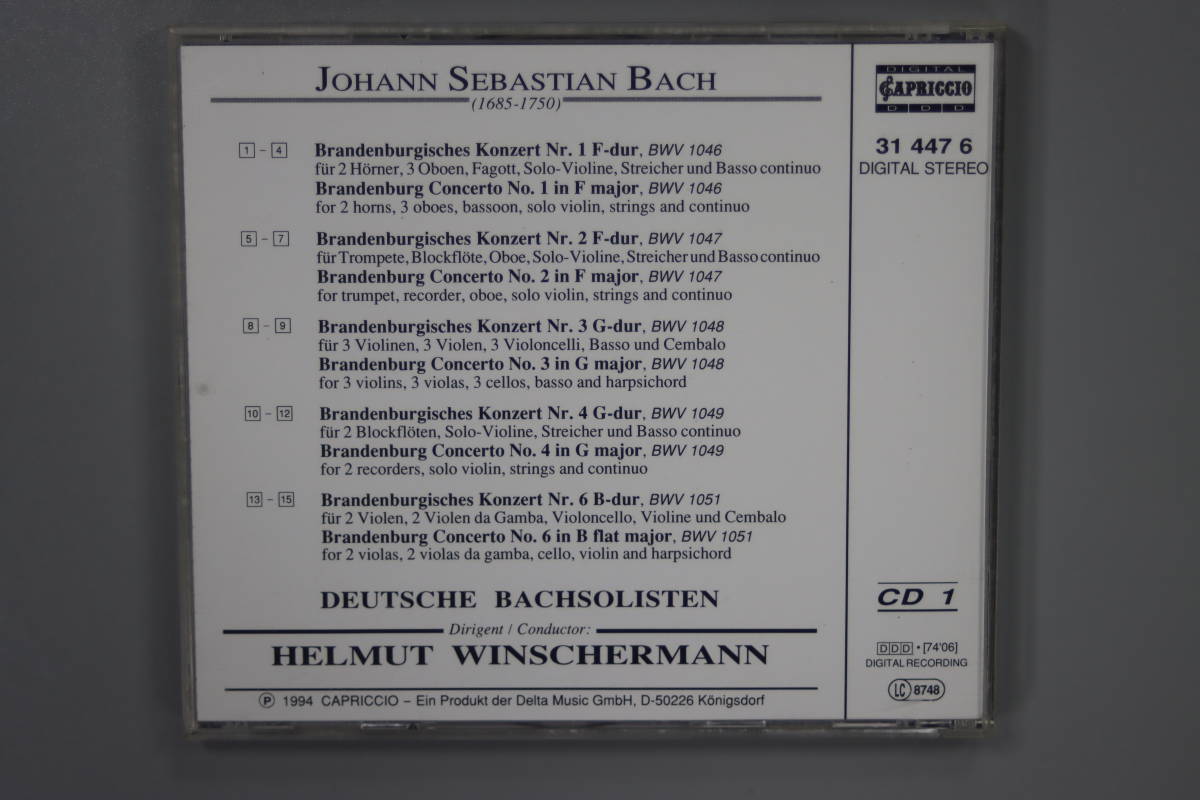 JOHANN SEBASTIAN BACH
(1685-1750)
1 - 4 Brandenburgisches Konzert Nr. 1 F-dur, BWV 1046
für 2 Hörner, 3 Oboen, Fagott, Solo-Violine, Streicher und Basso continuo
Brandenburg Concerto No. 1 in F major, BWV 1046
for 2 horns, 3 oboes, bassoon, solo violin, strings and continuo
5 - 7 Brandenburgisches Konzert Nr. 2 F-dur, BWV 1047
für Trompete, Blockflöte, Oboe, Solo-Violine, Streicher und Basso continuo
Brandenburg Concerto No. 2 in F major, BWV 1047
for trumpet, recorder, oboe, solo violin, strings and continuo
8 - 9 Brandenburgisches Konzert Nr. 3 G-dur, BWV 1048
für 3 Violinen, 3 Violen, 3 Violoncelli, Basso und Cembalo
Brandenburg Concerto No. 3 in G major, BWV 1048
for 3 violins, 3 violas, 3 cellos, basso and harpsichord
10 - 12 Brandenburgisches Konzert Nr. 4 G-dur, BWV 1049
für 2 Blockflöten, Solo-Violine, Streicher und Basso continuo
Brandenburg Concerto No. 4 in G major, BWV 1049
for 2 recorders, solo violin, strings and continuo
13 - 15 Brandenburgisches Konzert Nr. 6 B-dur, BWV 1051
für 2 Violen, 2 Violen da Gamba, Violoncello, Violine und Cembalo
Brandenburg Concerto No. 6 in B flat major, BWV 1051
for 2 violas, 2 violas da gamba, cello, violin and harpsichord
DEUTSCHE BACHSOLISTEN
Dirigent / Conductor:
HELMUT WINSCHERMANN
℗ 1994 CAPRICCIO – Ein Produkt der Delta Music GmbH, D-50226 Königsdorf
DIGITAL
CAPRICCIO
DDD
31 447 6
DIGITAL STEREO
CD 1
DDD • [74'06]
DIGITAL RECORDING
LC 8748